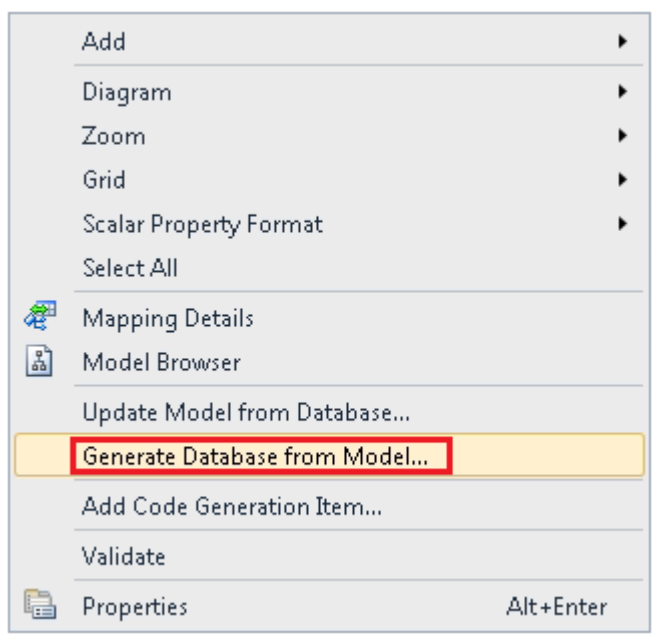 Add
Diagram
Zoom
Grid
Scalar Property Format
Select All
Mapping Details
Model Browser
Update Model from Database...
Generate Database from Model...
Add Code Generation Item...
Validate
Properties Alt+Enter